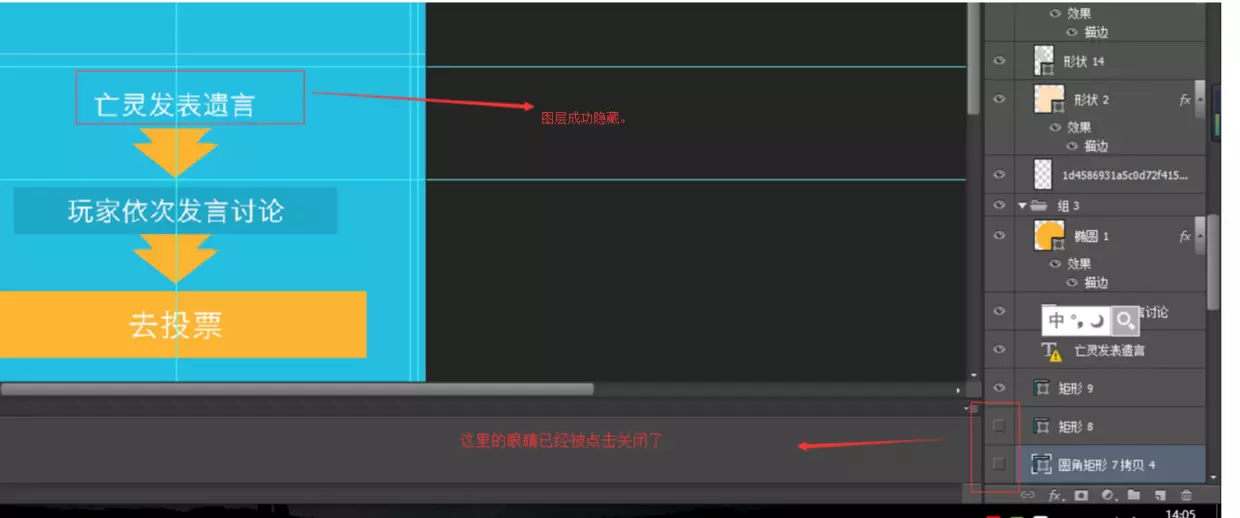 效果
描边
形状 14
形状 2
fx
效果
描边
1d4586931a5c0d72f415...
组 3
椭圆 1
fx
效果
描边
中 °,
言讨论
T
亡灵发表遗言
矩形 9
矩形 8
圆角矩形 7 拷贝 4
fx
14:05
亡灵发表遗言
图层成功隐藏。
玩家依次发言讨论
去投票
这里的眼睛已经被点击关闭了